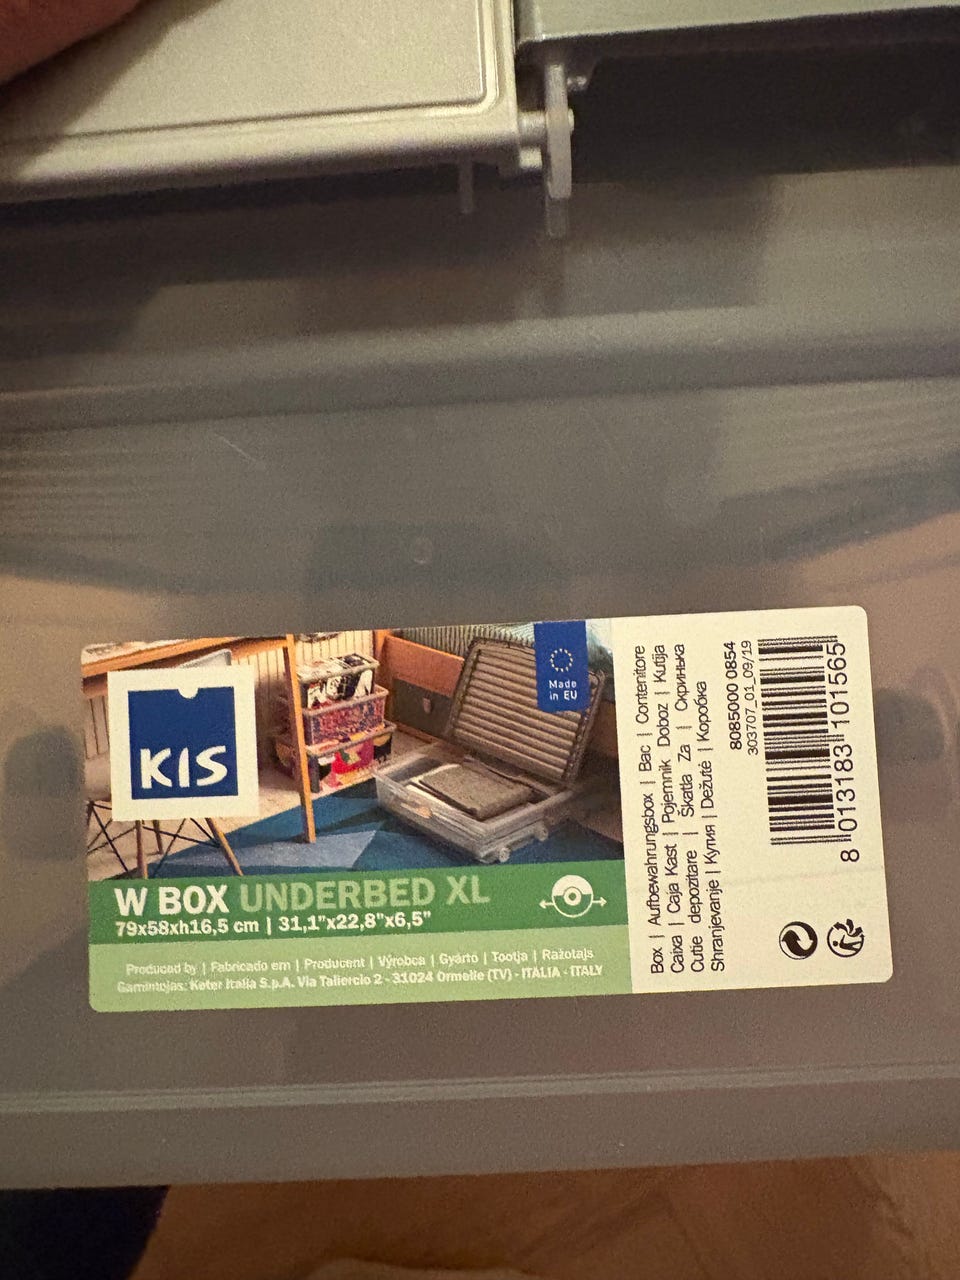 KIS
Made
in EU
W BOX UNDERBED XL
79x58xh16,5 cm | 31,1"x22,8"x6,5"
Produced by | Fabricado em | Producent | Výrobca | Gyártó | Tootja | Ražotajs
Gamintojas: Keter Italia S.p.A. Via Taliercio 2 - 31024 Ormelle (TV) - ITALIA - ITALY
Box | Aufbewahrungsbox | Bac | Contenitore
Caixa | Caja Kast | Pojemnik Doboz | Kutija
Cutie depozitare | Škatla Za | Скринька
Shranjevanje | Кутия | Dėžutė | Коробка
8085000 0854
303707_01_09/19
8 013183 101565